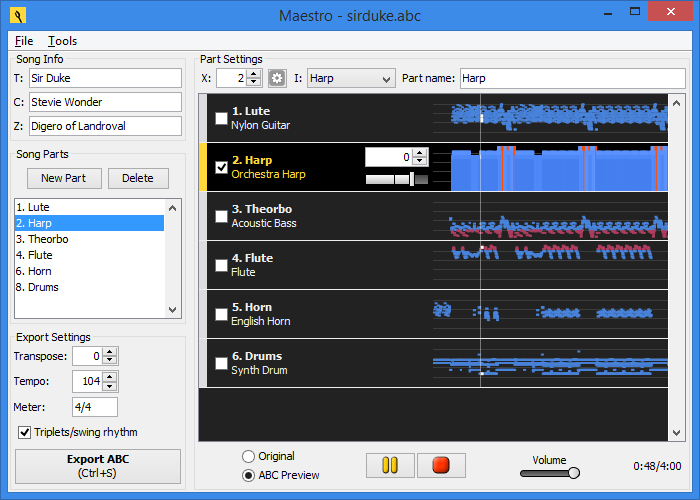 Maestro - sirduke.abc
File Tools
Song Info
T: Sir Duke
C: Stevie Wonder
Z: Digero of Landroval
Song Parts
New Part Delete
1. Lute
2. Harp
3. Theorbo
4. Flute
6. Horn
8. Drums
Export Settings
Transpose: 0
Tempo: 104
Meter: 4/4
Triplets/swing rhythm
Export ABC
(Ctrl+S)
Part Settings
X: 2 I: Harp Part name: Harp
1. Lute
Nylon Guitar
2. Harp 0
Orchestra Harp
3. Theorbo
Acoustic Bass
4. Flute
Flute
5. Horn
English Horn
6. Drums
Synth Drum
Original
ABC Preview
Volume
0:48/4:00